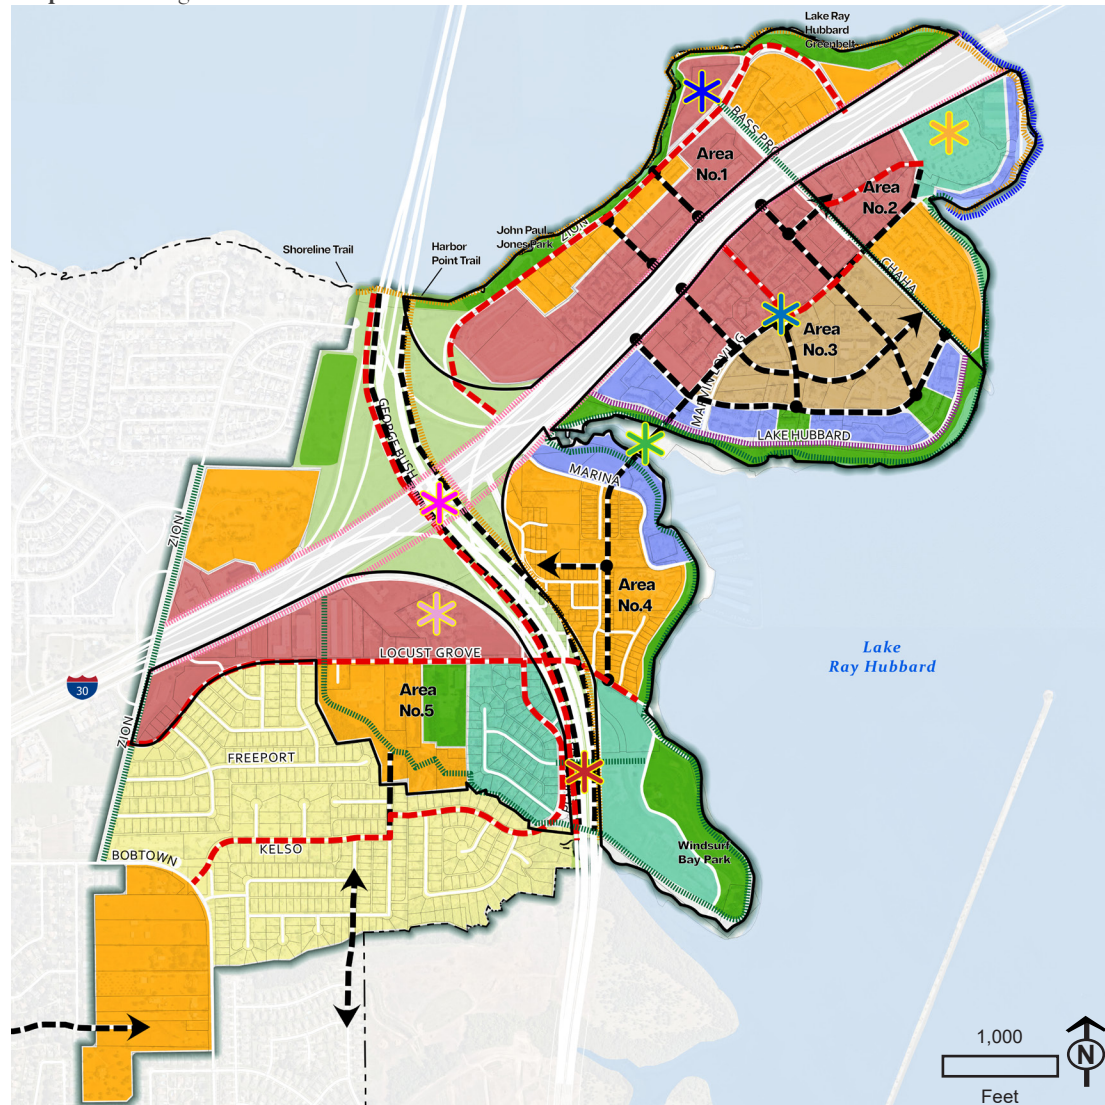 Lake Ray
Hubbard
Greenbelt
BASS PRO
Area
No.1
Area
No.2
John Paul
Jones Park
ZION
Shoreline Trail
Harbor
Point Trail
CHAHA
Area
No.3
MARVIN LOVING
GEORGE BUSH
LAKE HUBBARD
MARINA
ZION
Area
No.4
LOCUST GROVE
Lake
Ray Hubbard
30
Area
No.5
ZION
FREEPORT
BOBTOWN
KELSO
Windsurf
Bay Park
1,000
Feet
N